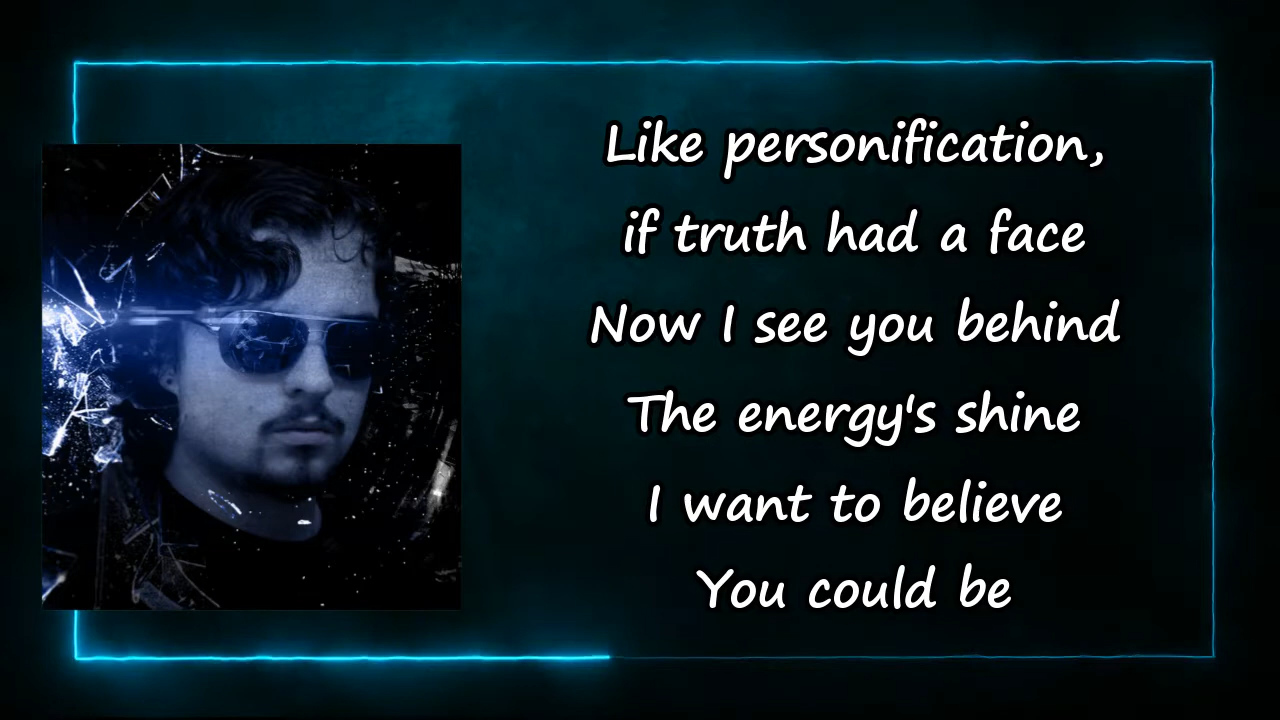 Like personification,
if truth had a face
Now I see you behind
The energy's shine
I want to believe
You could be